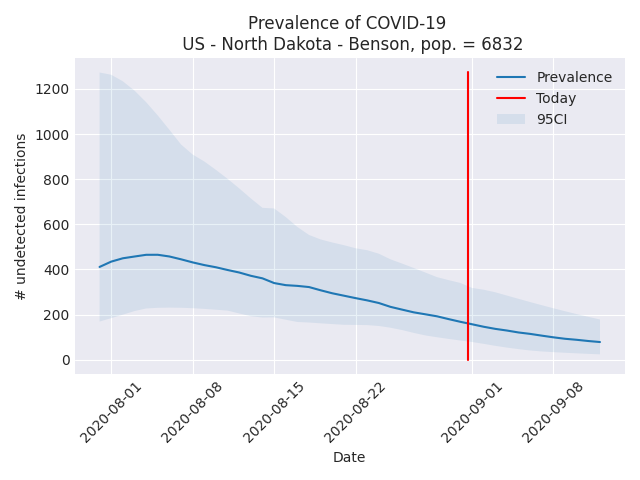 Prevalence of COVID-19
US - North Dakota - Benson, pop. = 6832
Prevalence
Today
95CI
1200
1000
800
600
400
200
0
# undetected infections
2020-08-01
2020-08-08
2020-08-15
2020-08-22
2020-09-01
2020-09-08
Date